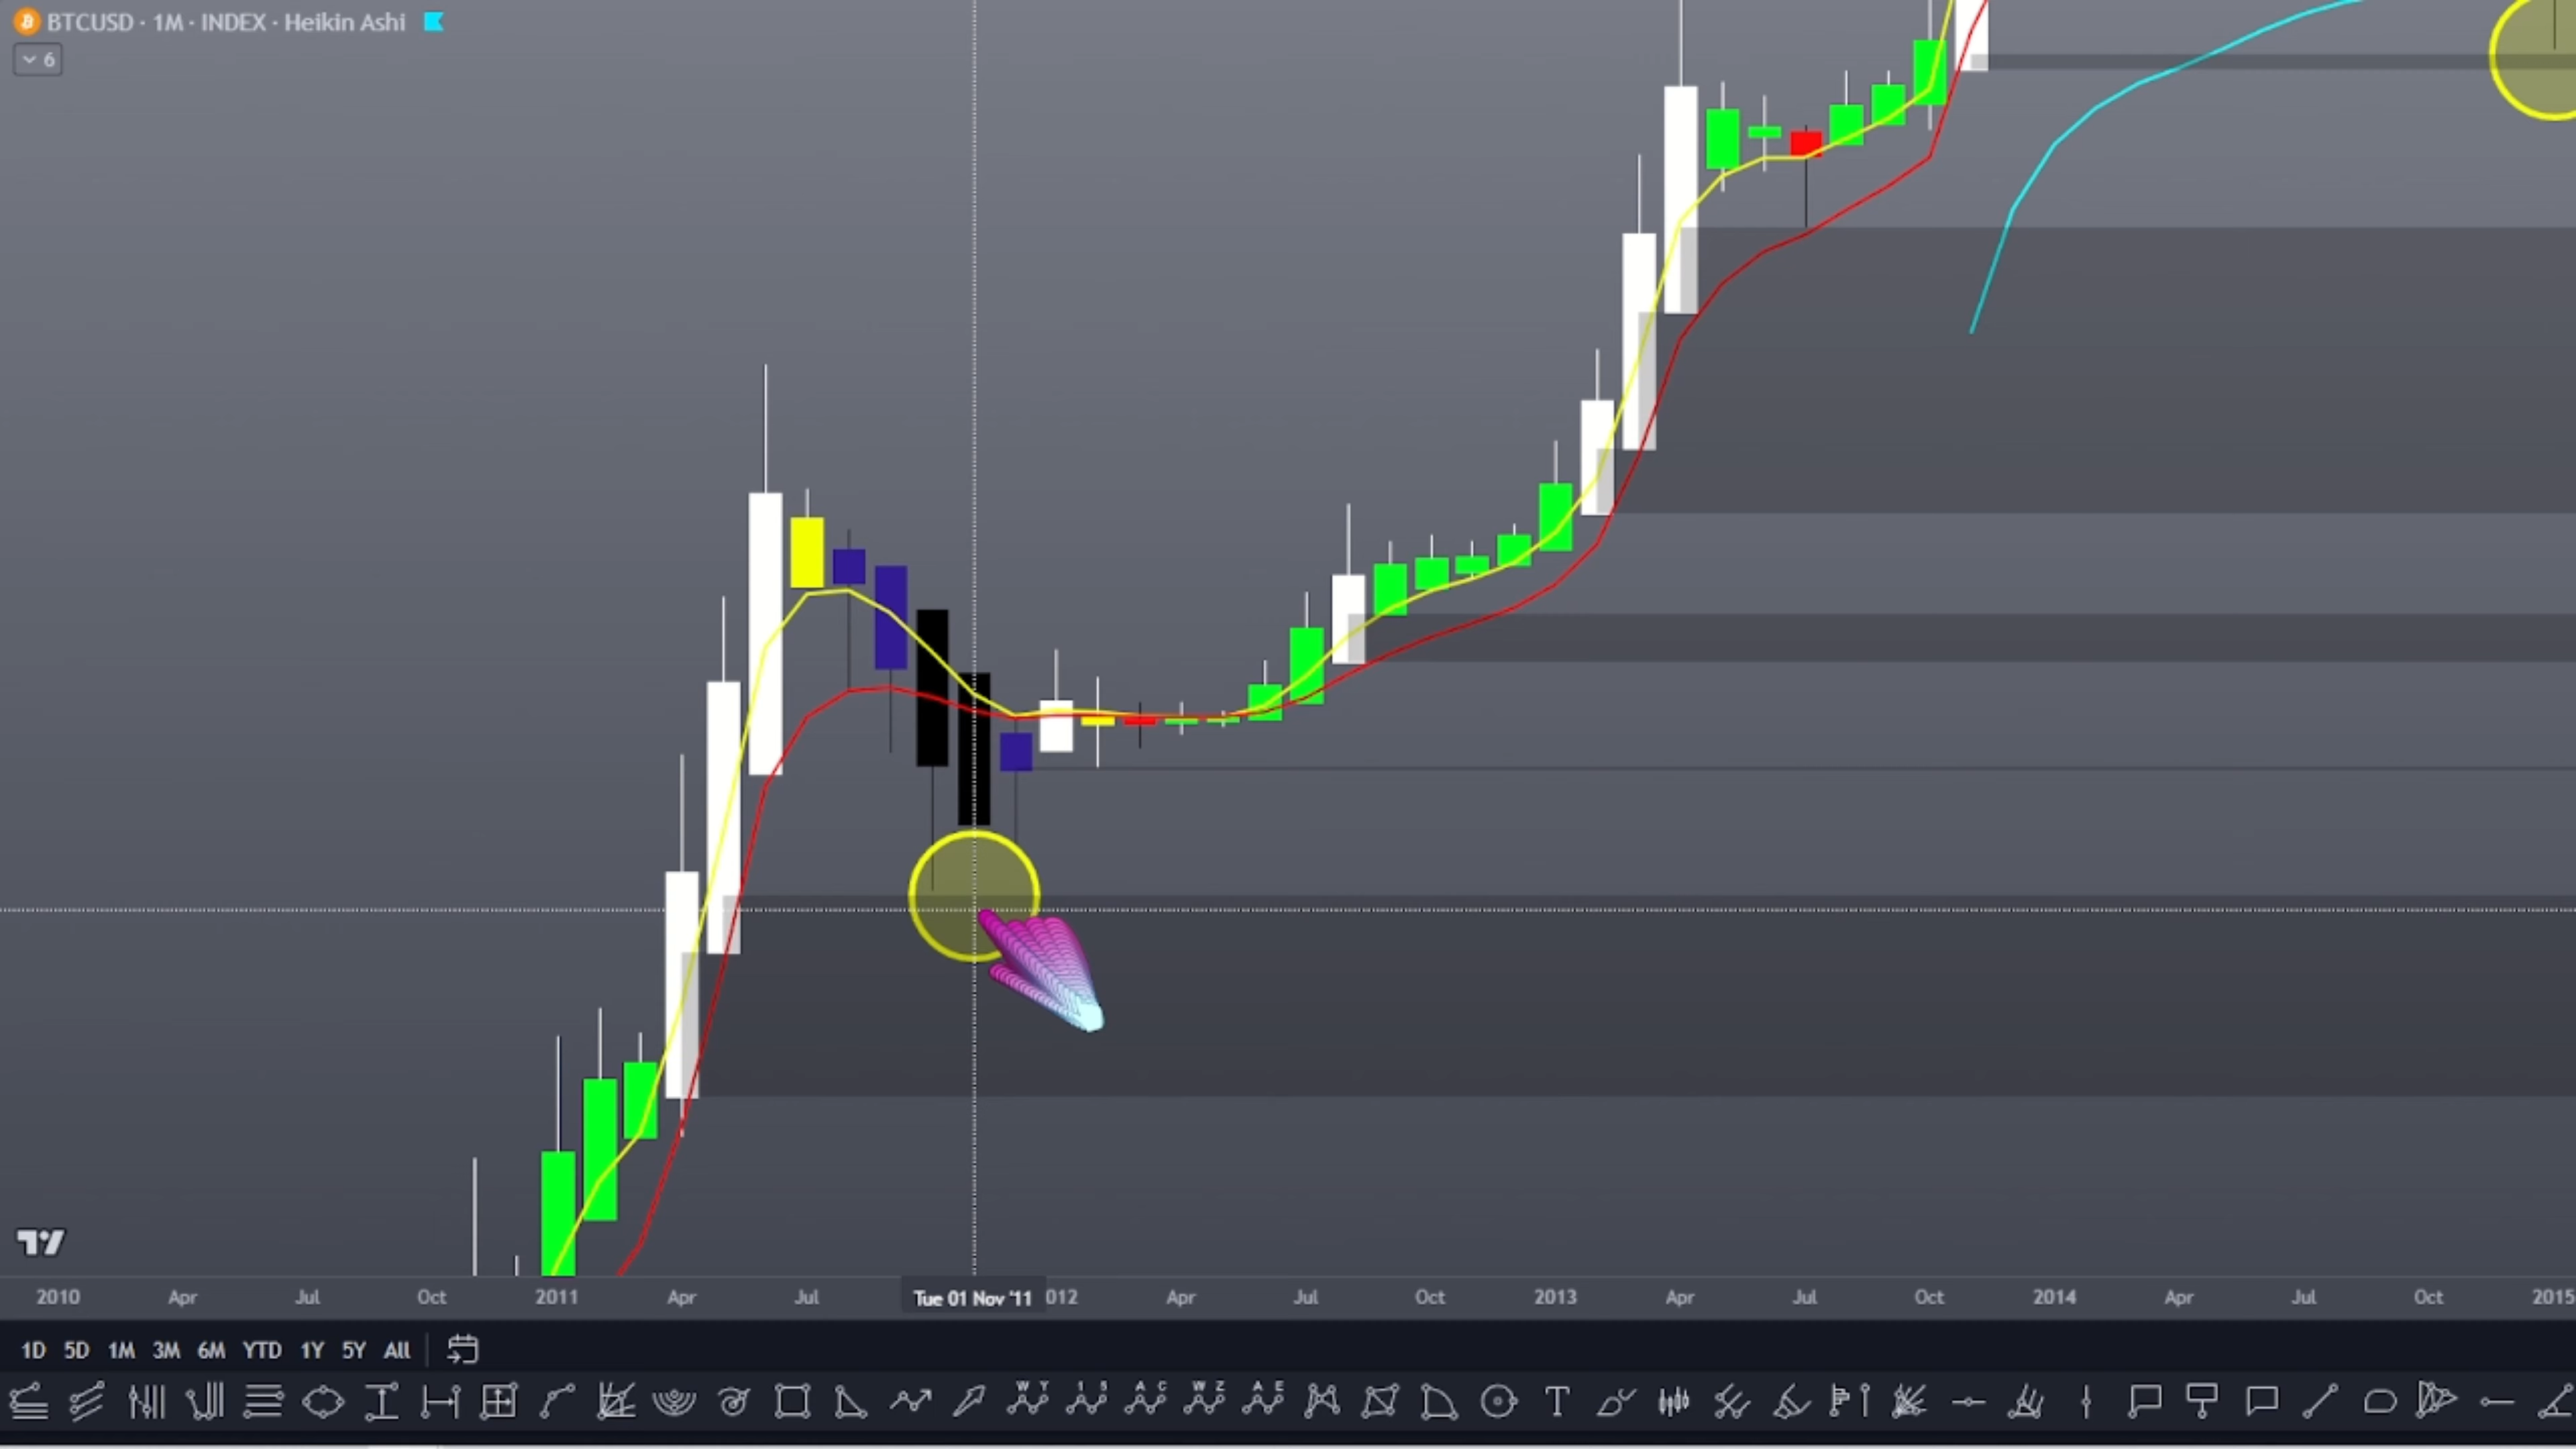 BTCUSD · 1M · INDEX · Heikin Ashi
6
2010 Apr Jul Oct 2011 Apr Jul Tue 01 Nov '11 012 Apr Jul Oct 2013 Apr Jul Oct 2014 Apr Jul Oct 2015
1D 5D 1M 3M 6M YTD 1Y 5Y All
W Y 1 5 A C W Z A E T